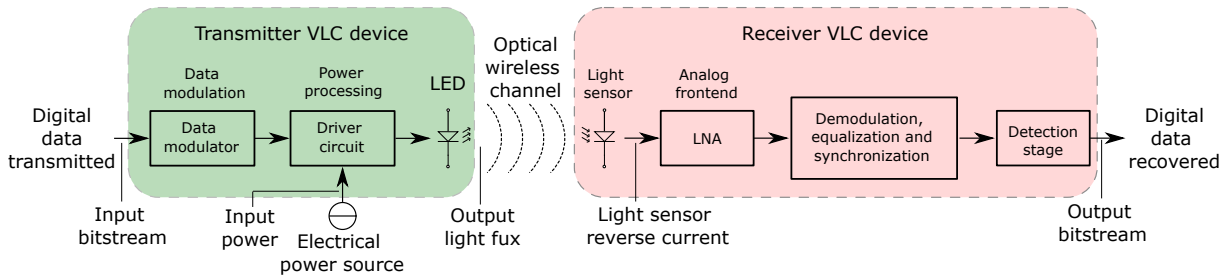 Transmitter VLC device
Receiver VLC device
Optical
wireless
channel
Data
modulation
Power
processing
LED
Light
sensor
Analog
frontend
Digital
data
transmitted
Data
modulator
Driver
circuit
LNA
Demodulation,
equalization and
synchronization
Detection
stage
Digital
data
recovered
Input
bitstream
Input
power
Electrical
power source
Output
light fux
Light sensor
reverse current
Output
bitstream